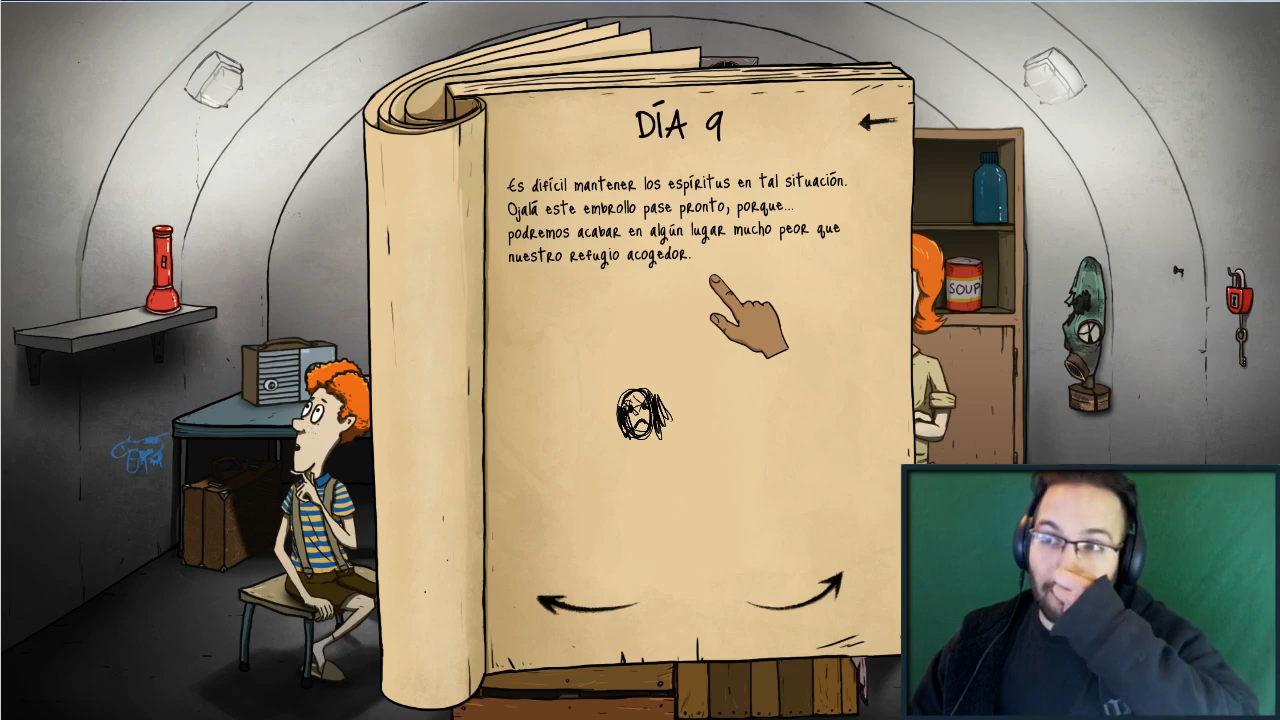 DÍA 9
Es difícil mantener los espíritus en tal situación.
Ojalá este embrollo pase pronto, porque...
podremos acabar en algún lugar mucho peor que
nuestro refugio acogedor.
SOUP